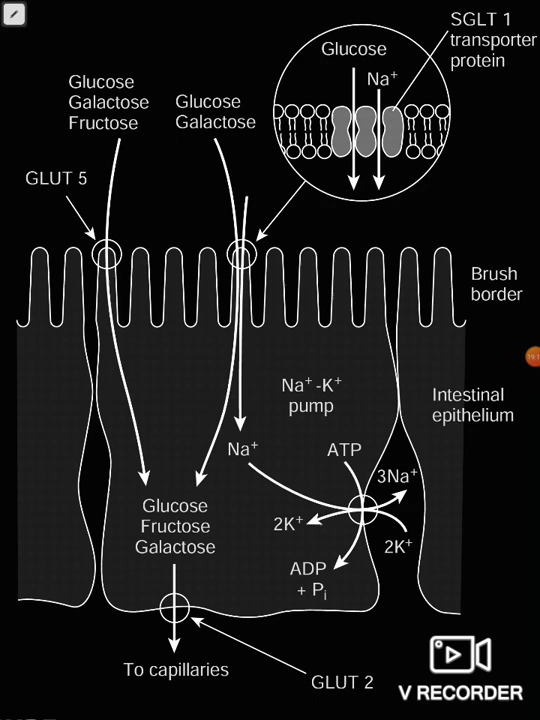 SGLT 1
transporter
protein
Glucose
Na⁺
Glucose
Galactose
Fructose
Glucose
Galactose
GLUT 5
Brush
border
Na⁺-K⁺
pump
Intestinal
epithelium
Na⁺
ATP
3Na⁺
Glucose
Fructose
Galactose
2K⁺
2K⁺
ADP
+ Pᵢ
To capillaries
GLUT 2
V RECORDER